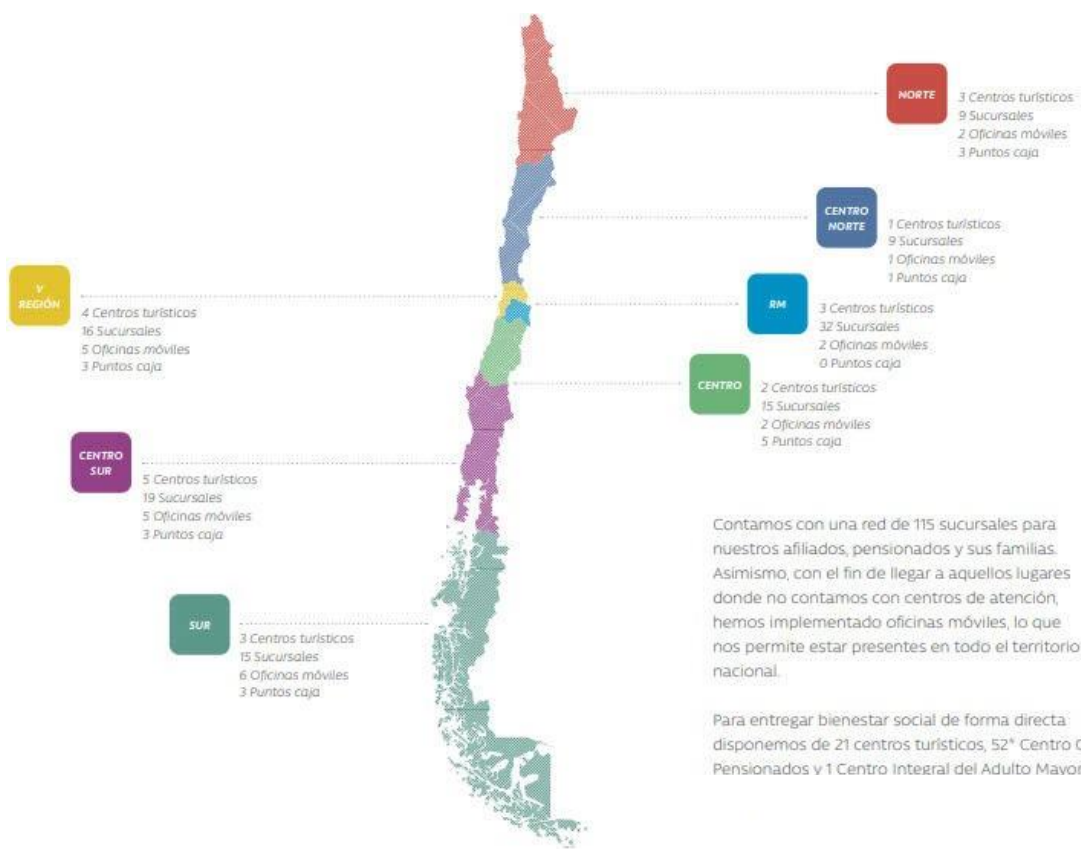 NORTE
3 Centros turísticos
9 Sucursales
2 Oficinas móviles
3 Puntos caja
CENTRO
NORTE
1 Centros turísticos
9 Sucursales
1 Oficinas móviles
1 Puntos caja
V
REGIÓN
4 Centros turísticos
16 Sucursales
5 Oficinas móviles
3 Puntos caja
RM
3 Centros turísticos
32 Sucursales
2 Oficinas móviles
0 Puntos caja
CENTRO
2 Centros turísticos
15 Sucursales
2 Oficinas móviles
5 Puntos caja
CENTRO
SUR
5 Centros turísticos
19 Sucursales
5 Oficinas móviles
3 Puntos caja
SUR
3 Centros turísticos
15 Sucursales
6 Oficinas móviles
3 Puntos caja
Contamos con una red de 115 sucursales para
nuestros afiliados, pensionados y sus familias.
Asimismo, con el fin de llegar a aquellos lugares
donde no contamos con centros de atención,
hemos implementado oficinas móviles, lo que
nos permite estar presentes en todo el territorio
nacional.
Para entregar bienestar social de forma directa
disponemos de 21 centros turísticos, 52* Centro
Pensionados y 1 Centro Integral del Adulto Mayor